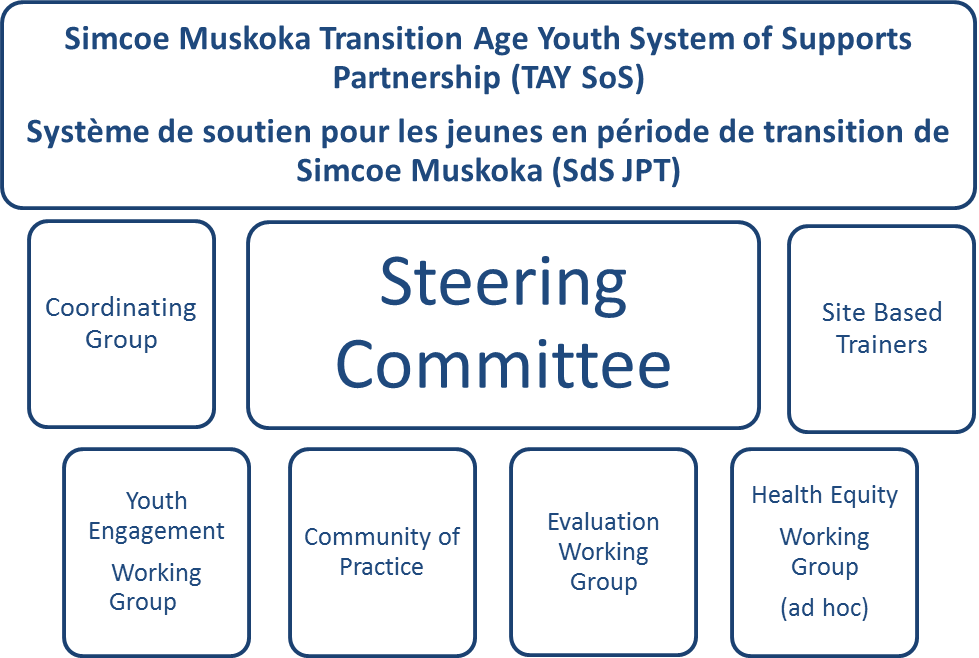 Simcoe Muskoka Transition Age Youth System of Supports
Partnership (TAY SoS)
Système de soutien pour les jeunes en période de transition de
Simcoe Muskoka (SdS JPT)
Coordinating
Group
Steering
Committee
Site Based
Trainers
Youth
Engagement
Working
Group
Community of
Practice
Evaluation
Working
Group
Health Equity
Working
Group
(ad hoc)